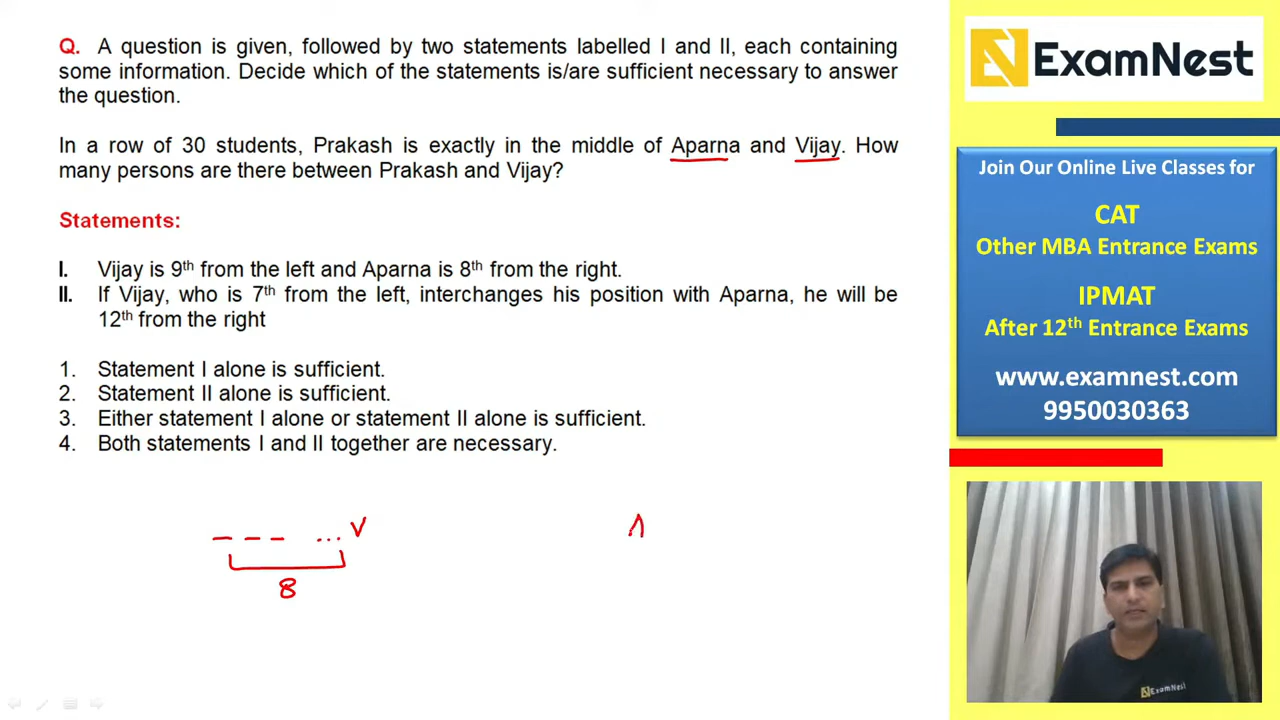 Q. A question is given, followed by two statements labelled I and II, each containing
some information. Decide which of the statements is/are sufficient necessary to answer
the question.
In a row of 30 students, Prakash is exactly in the middle of Aparna and Vijay. How
many persons are there between Prakash and Vijay?
Statements:
I. Vijay is 9th from the left and Aparna is 8th from the right.
II. If Vijay, who is 7th from the left, interchanges his position with Aparna, he will be
12th from the right
1. Statement I alone is sufficient.
2. Statement II alone is sufficient.
3. Either statement I alone or statement II alone is sufficient.
4. Both statements I and II together are necessary.
... V
8
ExamNest
Join Our Online Live Classes for
CAT
Other MBA Entrance Exams
IPMAT
After 12th Entrance Exams
www.examnest.com
9950030363
ExamNest